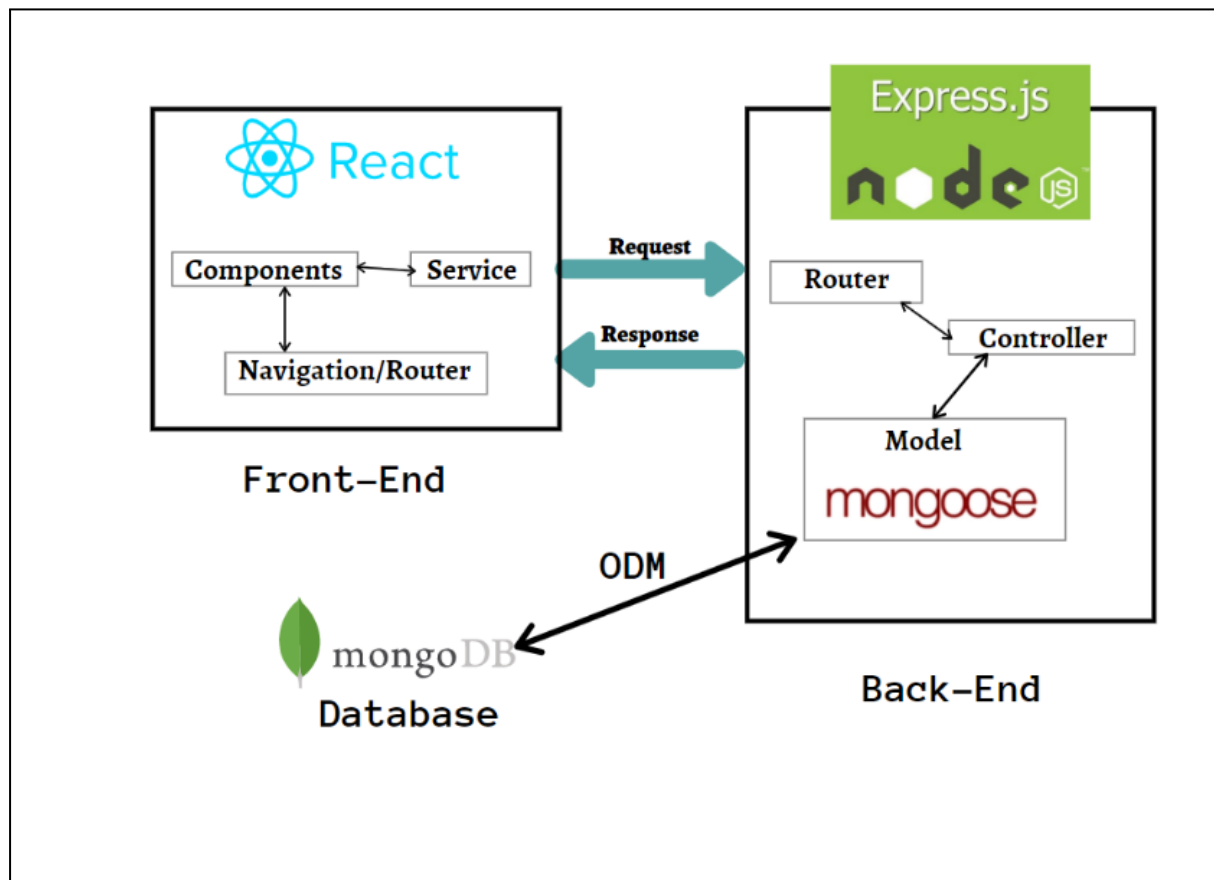 React
Components
Service
Navigation/Router
Front-End
Request
Response
Express.js
node
JS
TM
Router
Controller
Model
mongoose
Back-End
ODM
mongoDB
Database